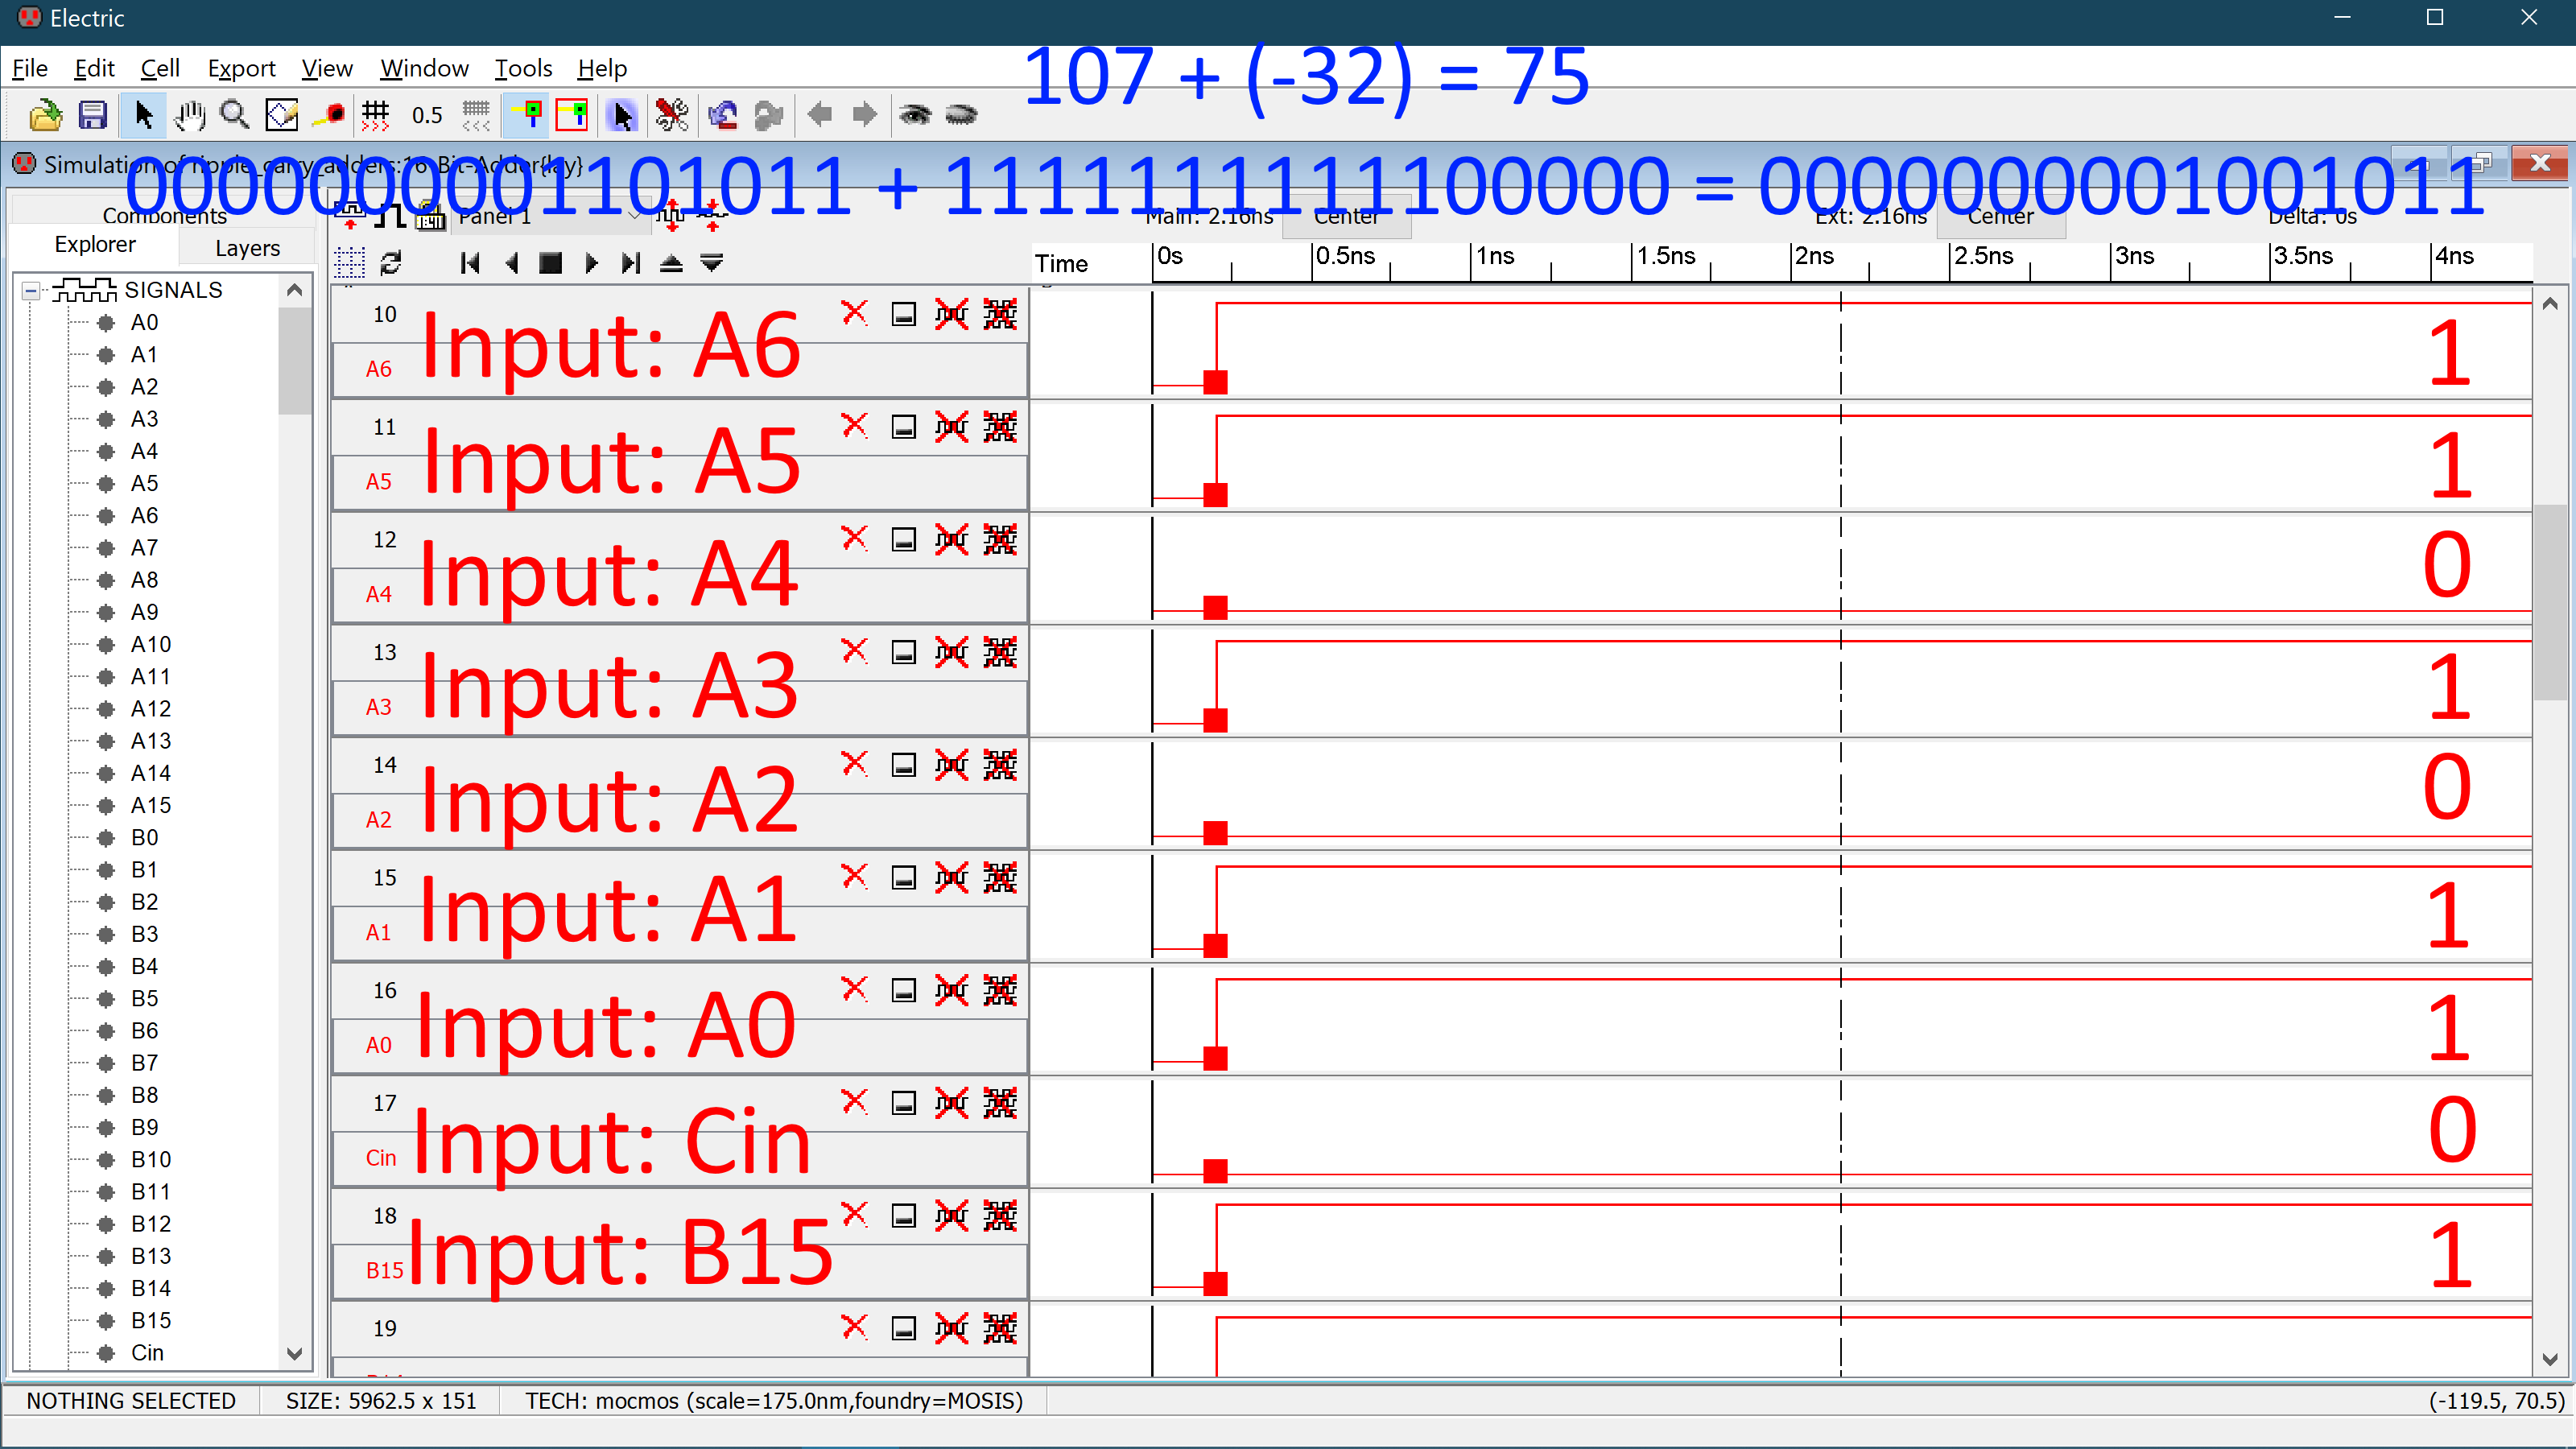 Electric
File Edit Cell Export View Window Tools Help
107 + (-32) = 75
0.5
Simulation of ripple_carry_adders:16-Bit-Adder{lay}
0000000001101011 + 1111111111100000 = 0000000001001011
Components
Explorer
Layers
Panel 1
Main: 2.16ns
Center
Ext: 2.16ns
Center
Delta: 0s
Time
0s 0.5ns 1ns 1.5ns 2ns 2.5ns 3ns 3.5ns 4ns
SIGNALS
A0
A1
A2
A3
A4
A5
A6
A7
A8
A9
A10
A11
A12
A13
A14
A15
B0
B1
B2
B3
B4
B5
B6
B7
B8
B9
B10
B11
B12
B13
B14
B15
Cin
10
A6
Input: A6
1
11
A5
Input: A5
1
12
A4
Input: A4
0
13
A3
Input: A3
1
14
A2
Input: A2
0
15
A1
Input: A1
1
16
A0
Input: A0
1
17
Cin
Input: Cin
0
18
B15
Input: B15
1
19
NOTHING SELECTED
SIZE: 5962.5 x 151
TECH: mocmos (scale=175.0nm,foundry=MOSIS)
(-119.5, 70.5)